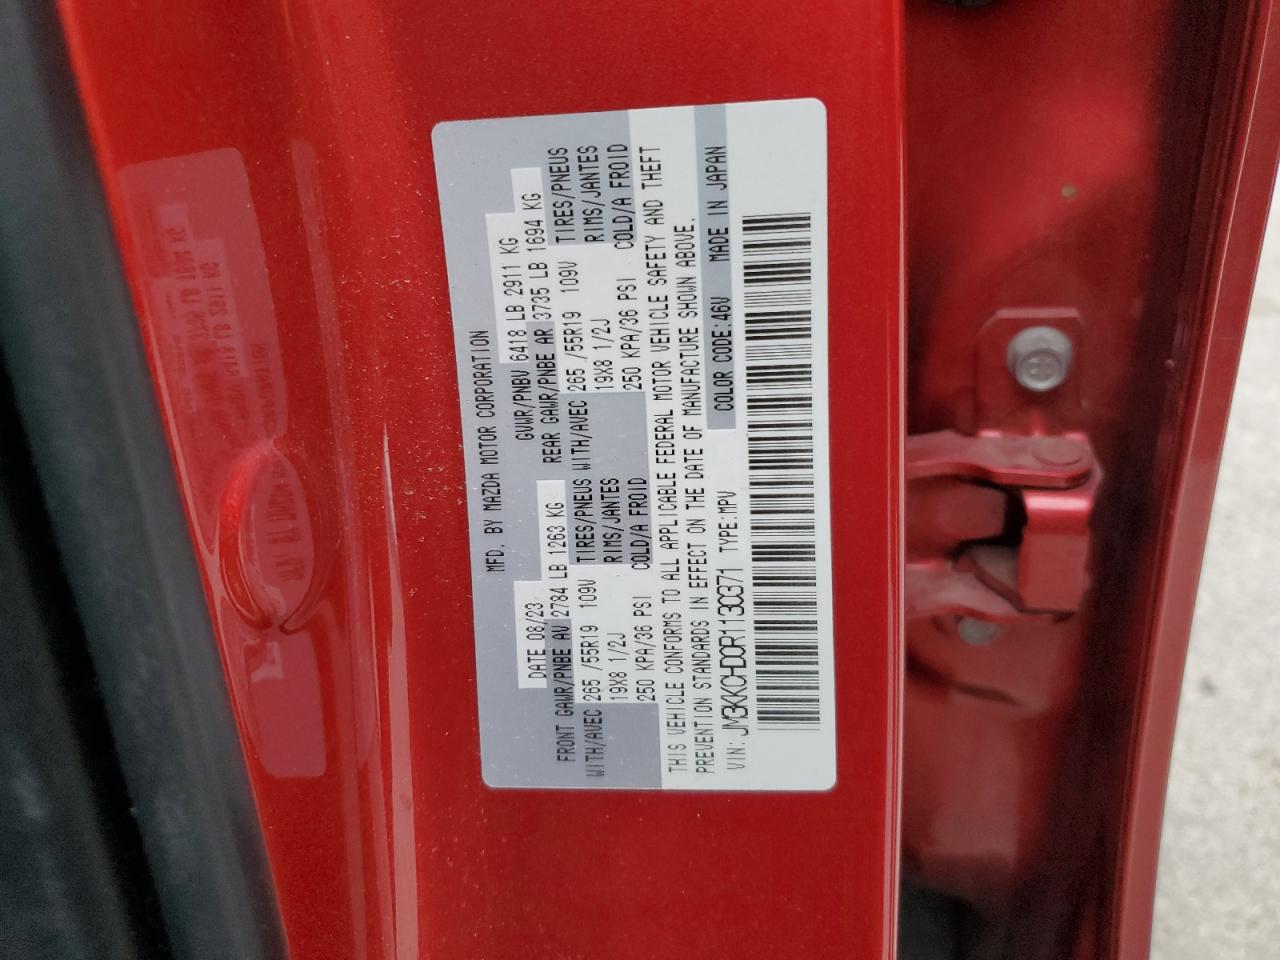 MFD. BY MAZDA MOTOR CORPORATION
DATE 08/23 GVWR/PNBV 6418 LB 2911 KG
FRONT GAWR/PNBE AV 2784 LB 1263 KG REAR GAWR/PNBE AR 3735 LB 1694 KG
WITH/AVEC 265 /55R19 109V TIRES/PNEUS WITH/AVEC 265 /55R19 109V TIRES/PNEUS
19X8 1/2J RIMS/JANTES 19X8 1/2J RIMS/JANTES
250 KPA/36 PSI COLD/A FROID 250 KPA/36 PSI COLD/A FROID
THIS VEHICLE CONFORMS TO ALL APPLICABLE FEDERAL MOTOR VEHICLE SAFETY AND THEFT
PREVENTION STANDARDS IN EFFECT ON THE DATE OF MANUFACTURE SHOWN ABOVE.
VIN: JM3KKCHD0R1130371 TYPE:MPV COLOR CODE:46V MADE IN JAPAN